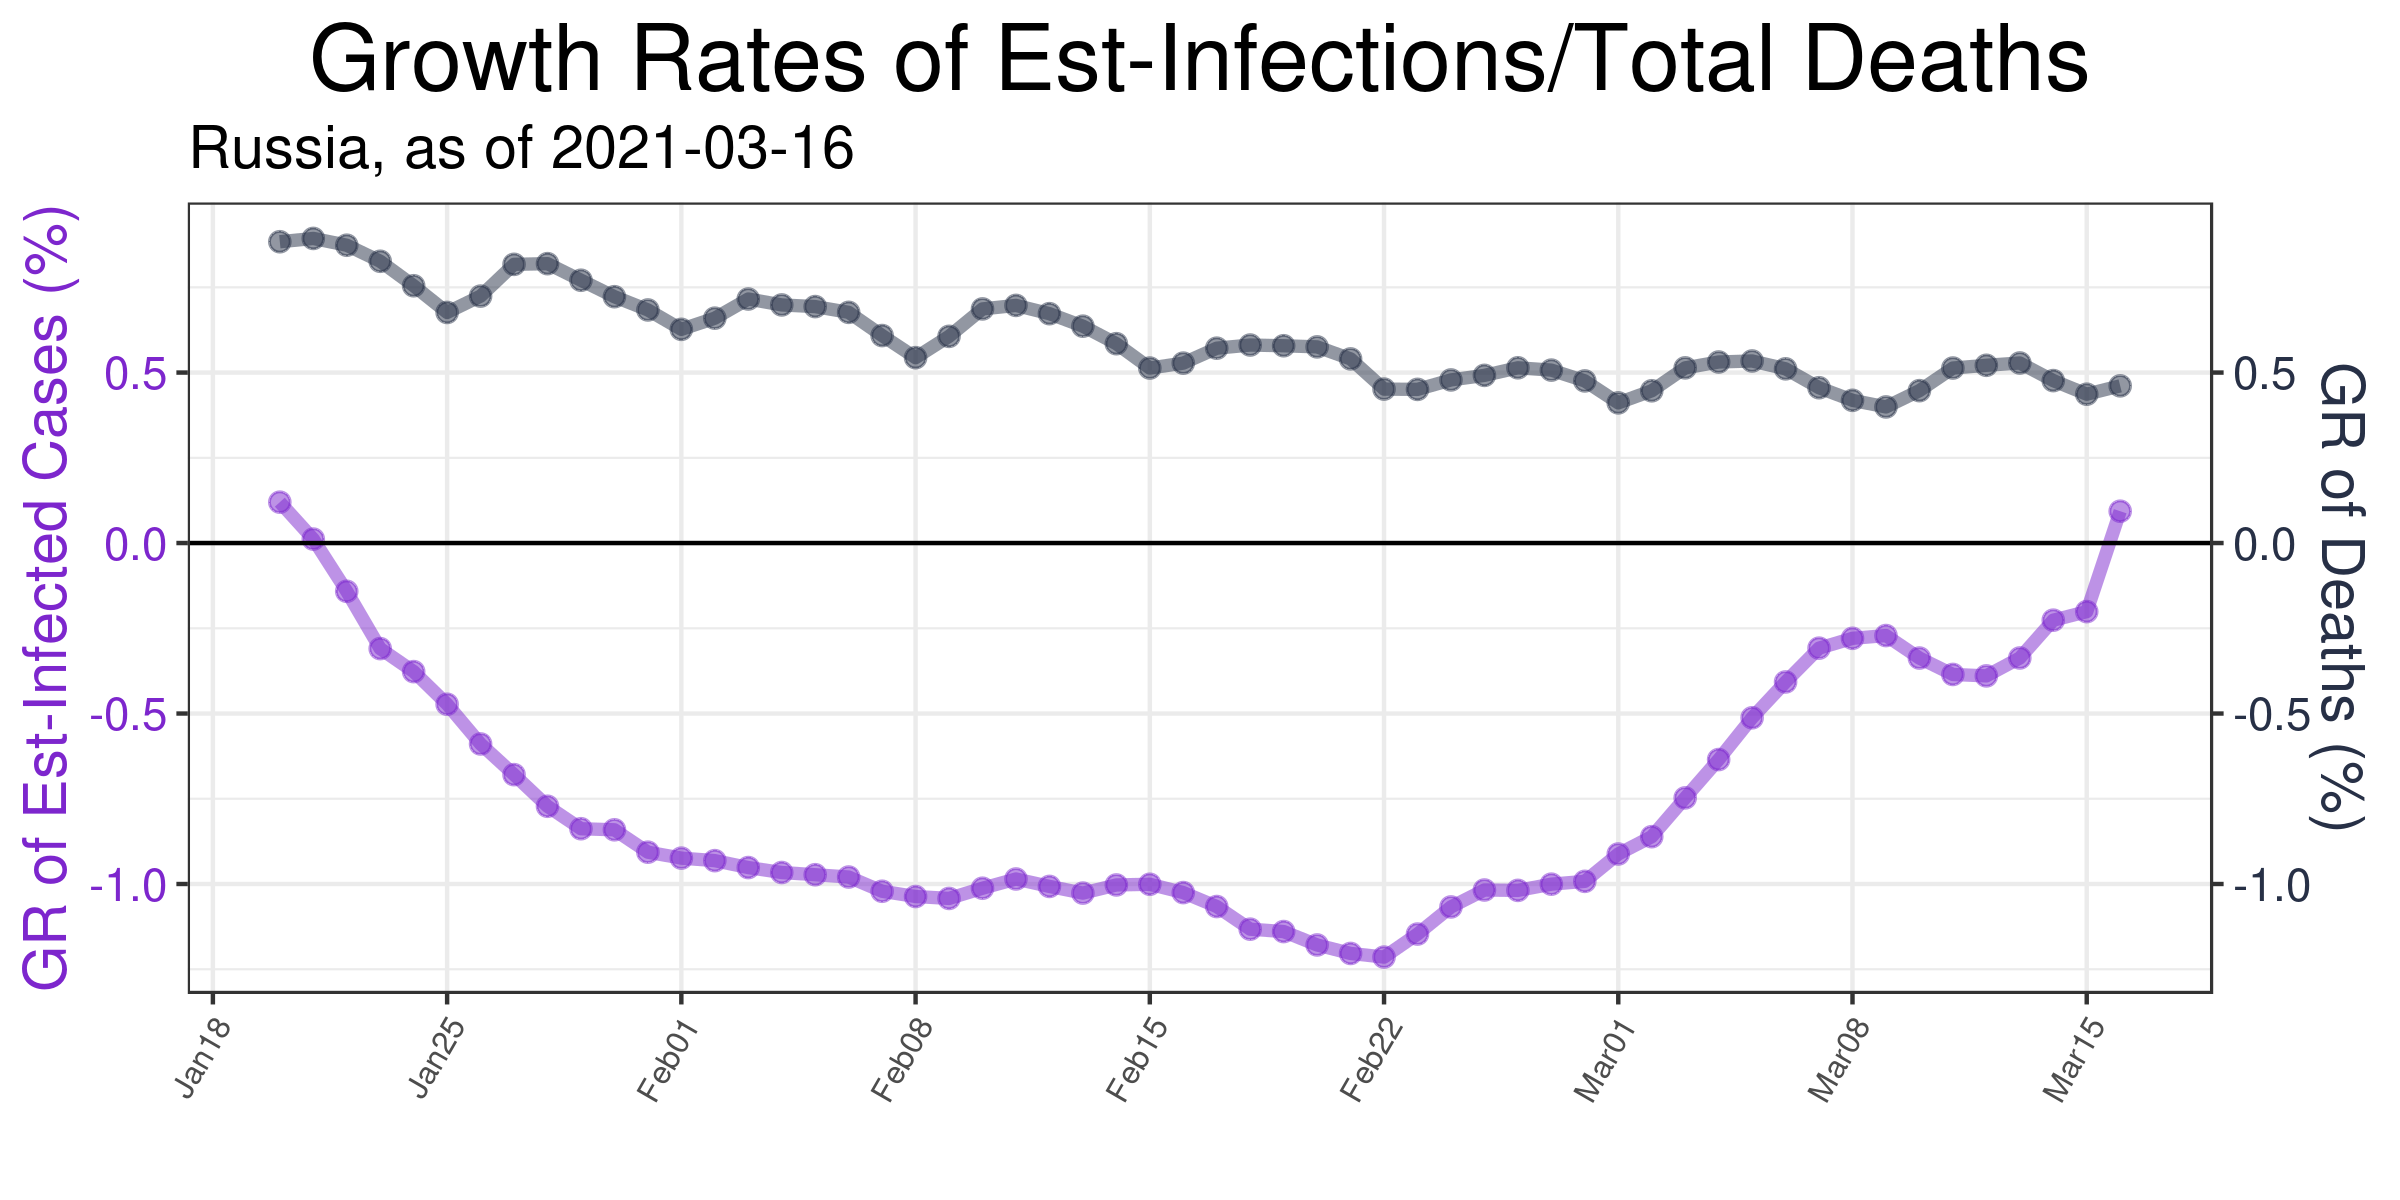 Growth Rates of Est-Infections/Total Deaths
Russia, as of 2021-03-16
GR of Est-Infected Cases (%)
0.5
0.0
-0.5
-1.0
0.5
0.0
-0.5
-1.0
GR of Deaths (%)
Jan18
Jan25
Feb01
Feb08
Feb15
Feb22
Mar01
Mar08
Mar15